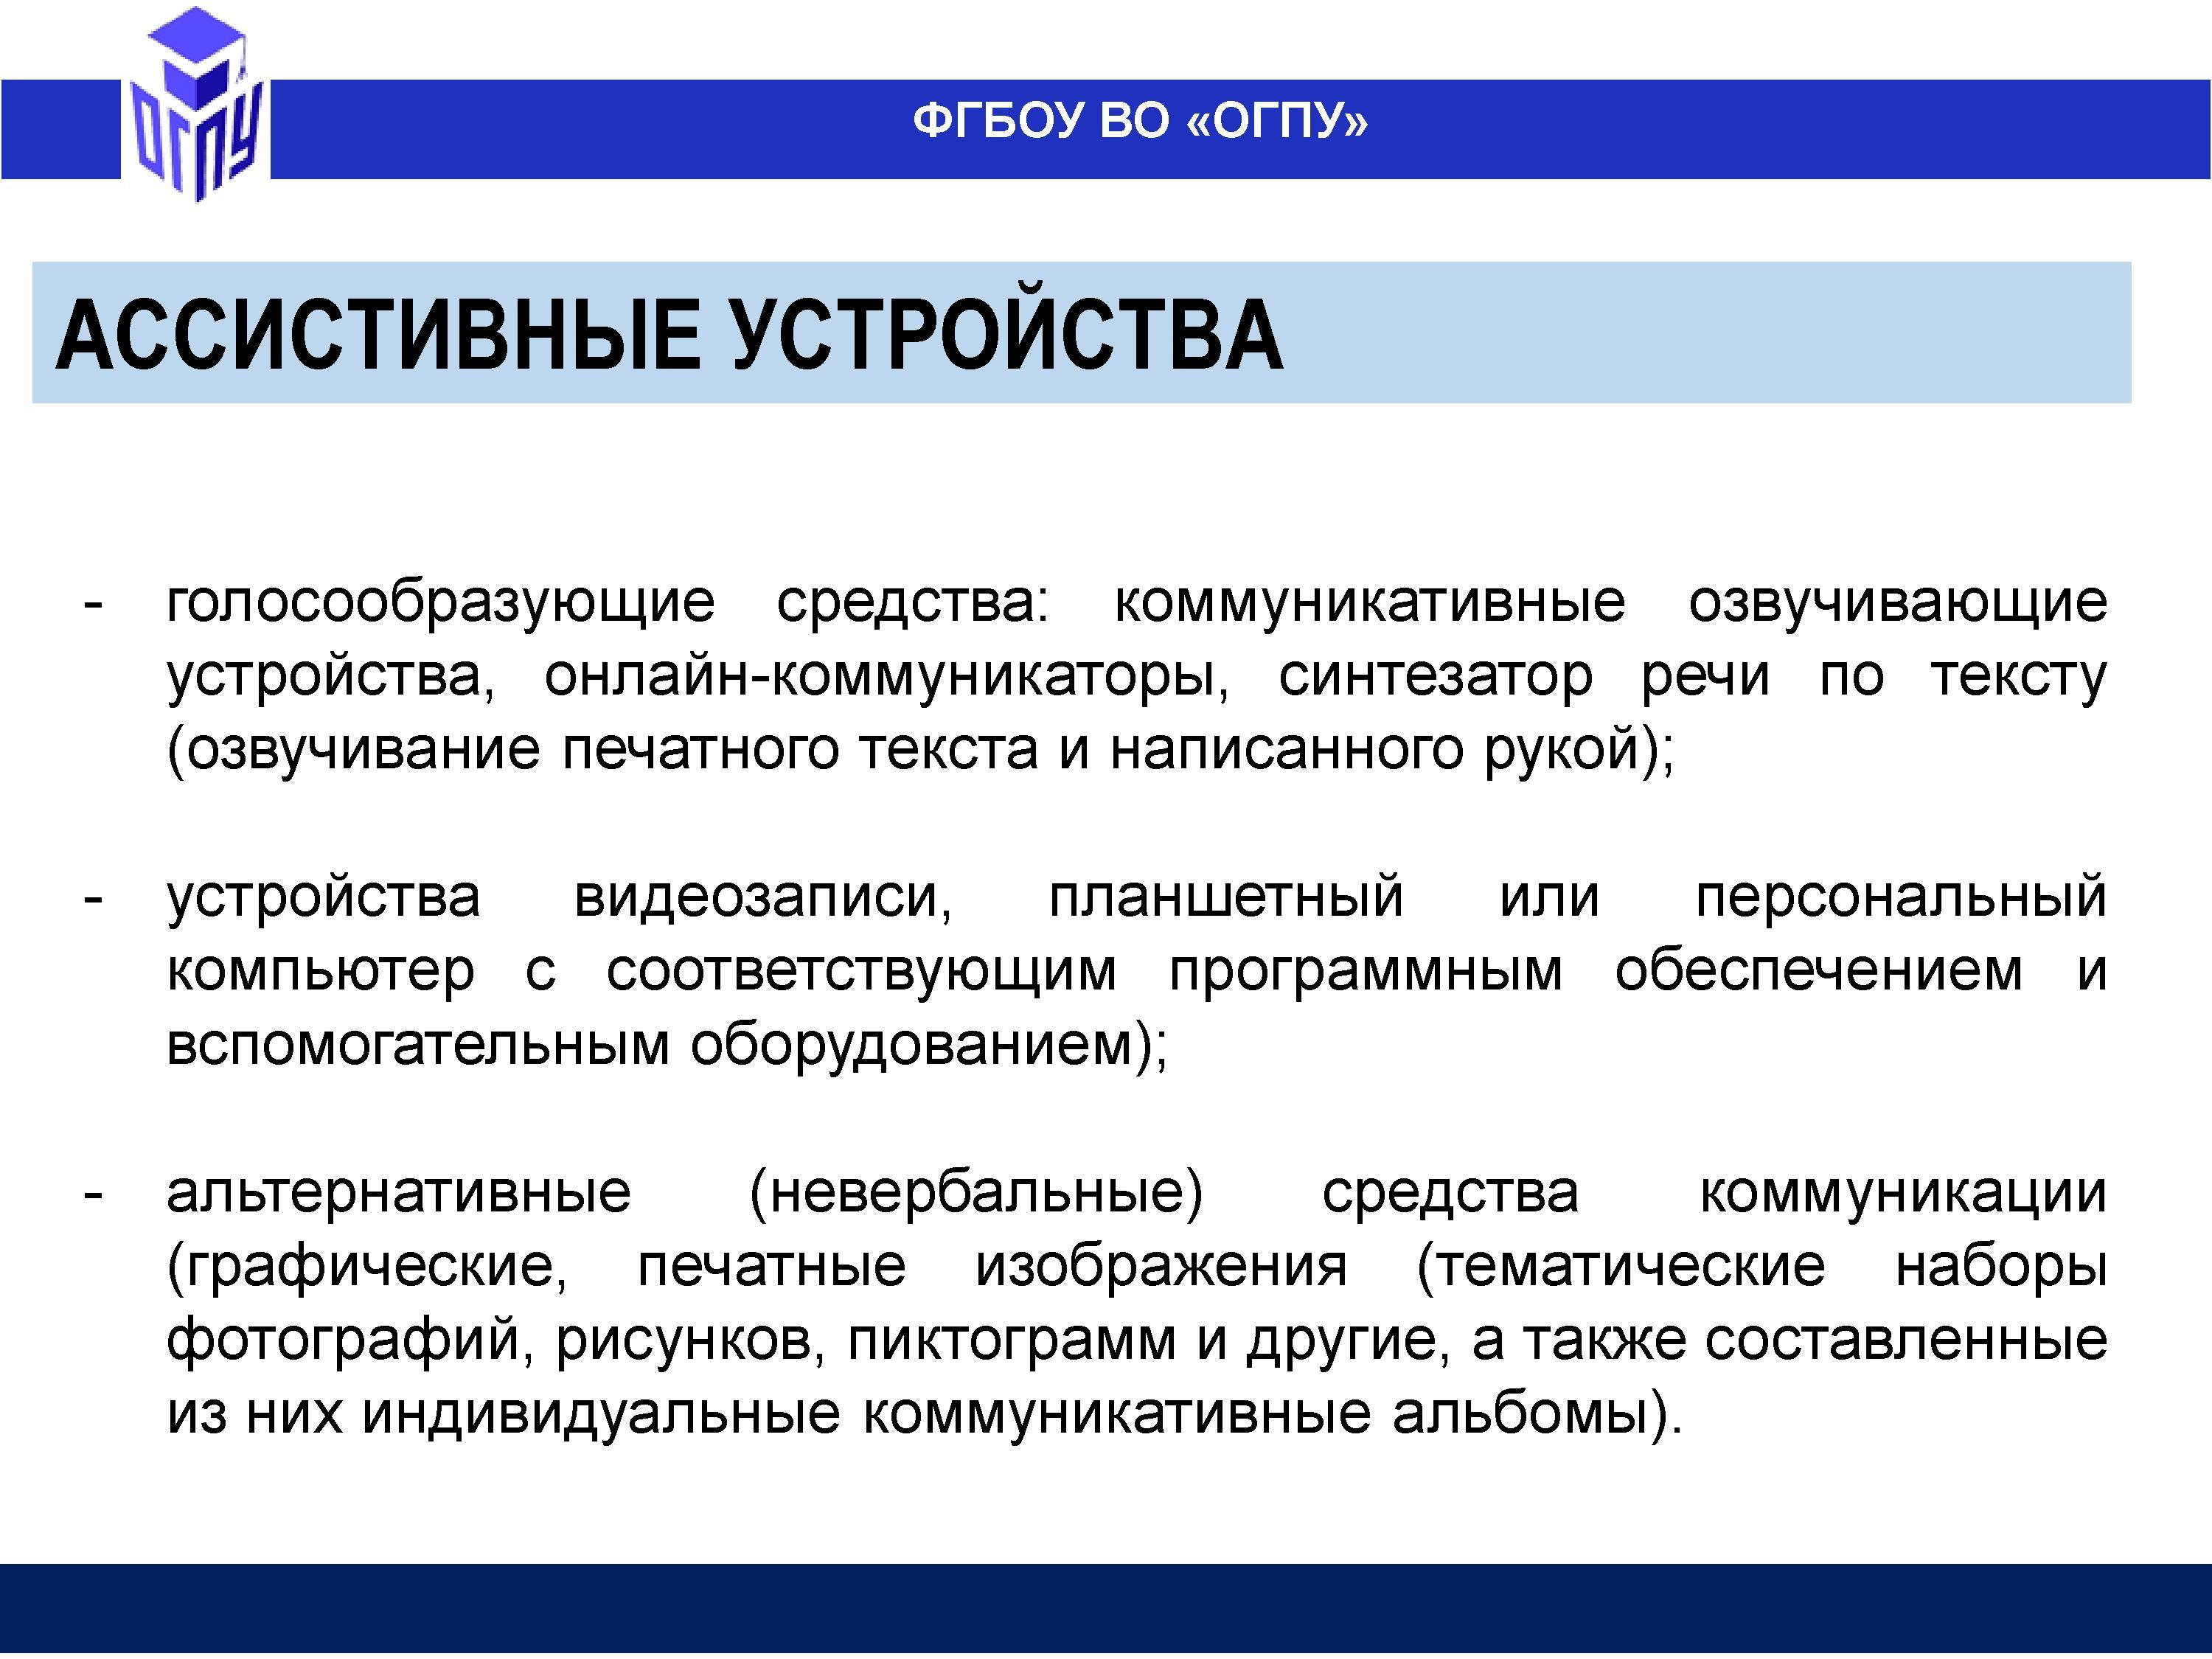 ОГПУ
ФГБОУ ВО «ОГПУ»
АССИСТИВНЫЕ УСТРОЙСТВА
- голосообразующие средства: коммуникативные озвучивающие
устройства, онлайн-коммуникаторы, синтезатор речи по тексту
(озвучивание печатного текста и написанного рукой);
- устройства видеозаписи, планшетный или персональный
компьютер с соответствующим программным обеспечением и
вспомогательным оборудованием);
- альтернативные (невербальные) средства коммуникации
(графические, печатные изображения (тематические наборы
фотографий, рисунков, пиктограмм и другие, а также составленные
из них индивидуальные коммуникативные альбомы).